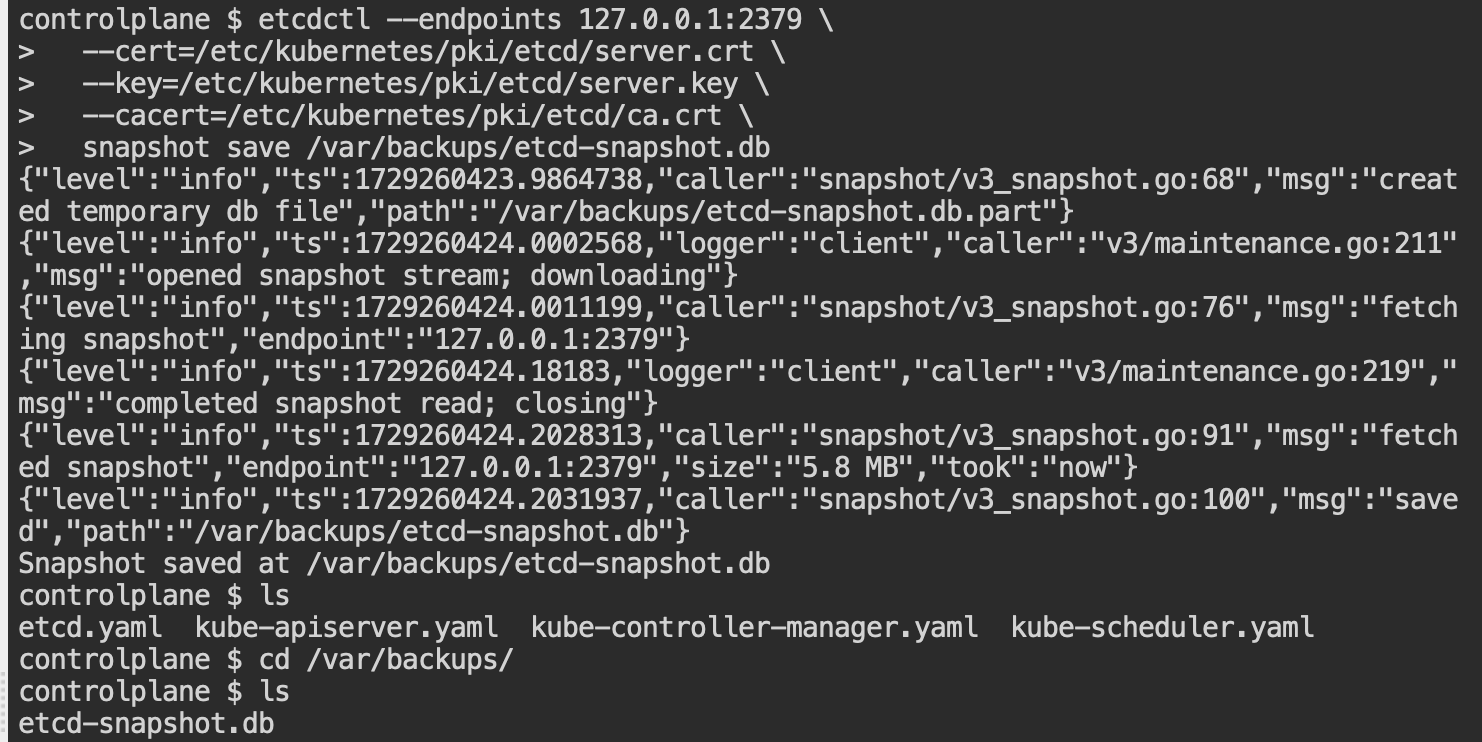 controlplane $ etcdctl --endpoints 127.0.0.1:2379 \
>   --cert=/etc/kubernetes/pki/etcd/server.crt \
>   --key=/etc/kubernetes/pki/etcd/server.key \
>   --cacert=/etc/kubernetes/pki/etcd/ca.crt \
>   snapshot save /var/backups/etcd-snapshot.db
{"level":"info","ts":1729260423.9864738,"caller":"snapshot/v3_snapshot.go:68","msg":"creat
ed temporary db file","path":"/var/backups/etcd-snapshot.db.part"}
{"level":"info","ts":1729260424.0002568,"logger":"client","caller":"v3/maintenance.go:211"
,"msg":"opened snapshot stream; downloading"}
{"level":"info","ts":1729260424.0011199,"caller":"snapshot/v3_snapshot.go:76","msg":"fetch
ing snapshot","endpoint":"127.0.0.1:2379"}
{"level":"info","ts":1729260424.18183,"logger":"client","caller":"v3/maintenance.go:219","
msg":"completed snapshot read; closing"}
{"level":"info","ts":1729260424.2028313,"caller":"snapshot/v3_snapshot.go:91","msg":"fetch
ed snapshot","endpoint":"127.0.0.1:2379","size":"5.8 MB","took":"now"}
{"level":"info","ts":1729260424.2031937,"caller":"snapshot/v3_snapshot.go:100","msg":"save
d","path":"/var/backups/etcd-snapshot.db"}
Snapshot saved at /var/backups/etcd-snapshot.db
controlplane $ ls
etcd.yaml  kube-apiserver.yaml  kube-controller-manager.yaml  kube-scheduler.yaml
controlplane $ cd /var/backups/
controlplane $ ls
etcd-snapshot.db